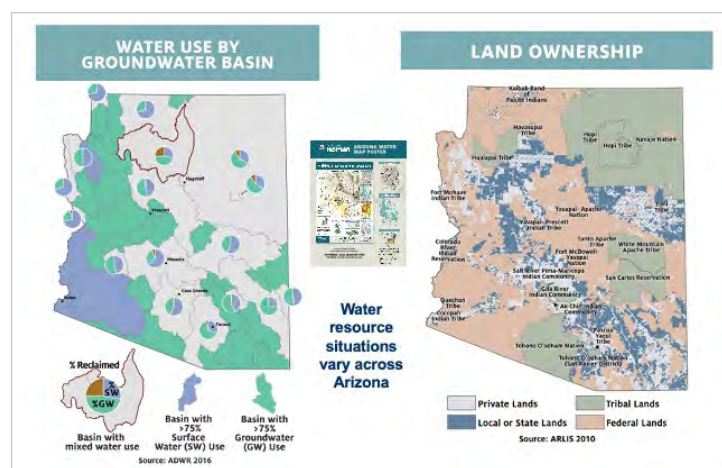 WATER USE BY
GROUNDWATER BASIN
Flagstaff
Prescott
Phoenix
Casa Grande
Yuma
Tucson
% Reclaimed
%
SW
%GW
Basin with
mixed water use
Basin with
>75%
Surface
Water (SW) Use
Basin with
>75%
Groundwater
(GW) Use
Source: ADWR 2016
ARIZONA WATER
MAP POSTER
Water
resource
situations
vary across
Arizona
LAND OWNERSHIP
Kaibab Band
of
Paiute Indians
Havasupai
Tribe
Hopi
Tribe
Navajo Nation
Hopi Tribe
Hualapai Tribe
Fort Mohave
Indian Tribe
Yavapai- Apache
Nation
Yavapai- Prescott
Indian Tribe
Tonto Apache
Tribe
Colorado
River
Indian
Reservation
Fort McDowell-
Yavapai
Nation
White Mountain
Apache Tribe
Salt River Pima-Maricopa
Indian Community
San Carlos Reservation
Gila River
Indian Community
Quechan
Tribe
Cocopah
Indian Tribe
Ak-Chin Indian
Community
Pascua
Yaqui
Tribe
Tohono O'odham Nation
Tohono O'odham Nation
(San Xavier District)
Private Lands
Tribal Lands
Local or State Lands
Federal Lands
Source: ARLIS 2010